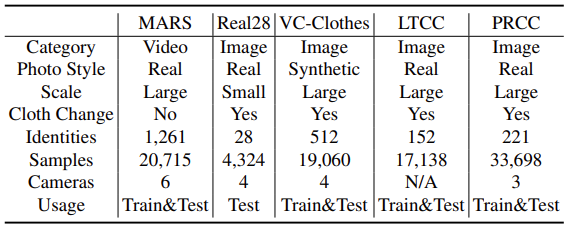 MARS Real28 VC-Clothes LTCC PRCC
Category Video Image Image Image Image
Photo Style Real Real Synthetic Real Real
Scale Large Small Large Large Large
Cloth Change No Yes Yes Yes Yes
Identities 1,261 28 512 152 221
Samples 20,715 4,324 19,060 17,138 33,698
Cameras 6 4 4 N/A 3
Usage Train&Test Test Train&Test Train&Test Train&Test